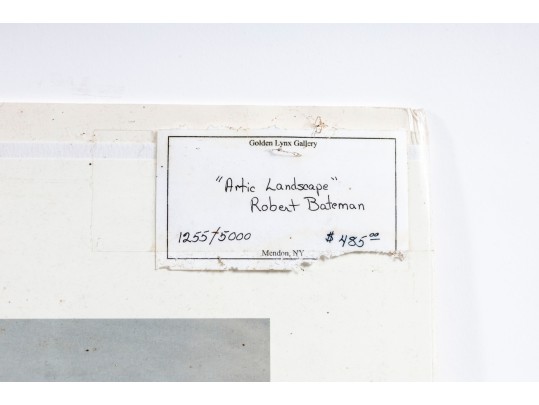 Golden Lynx Gallery
"Artic Landscape".
Robert Bateman
1255/5000 $485.00
Mendon, NY